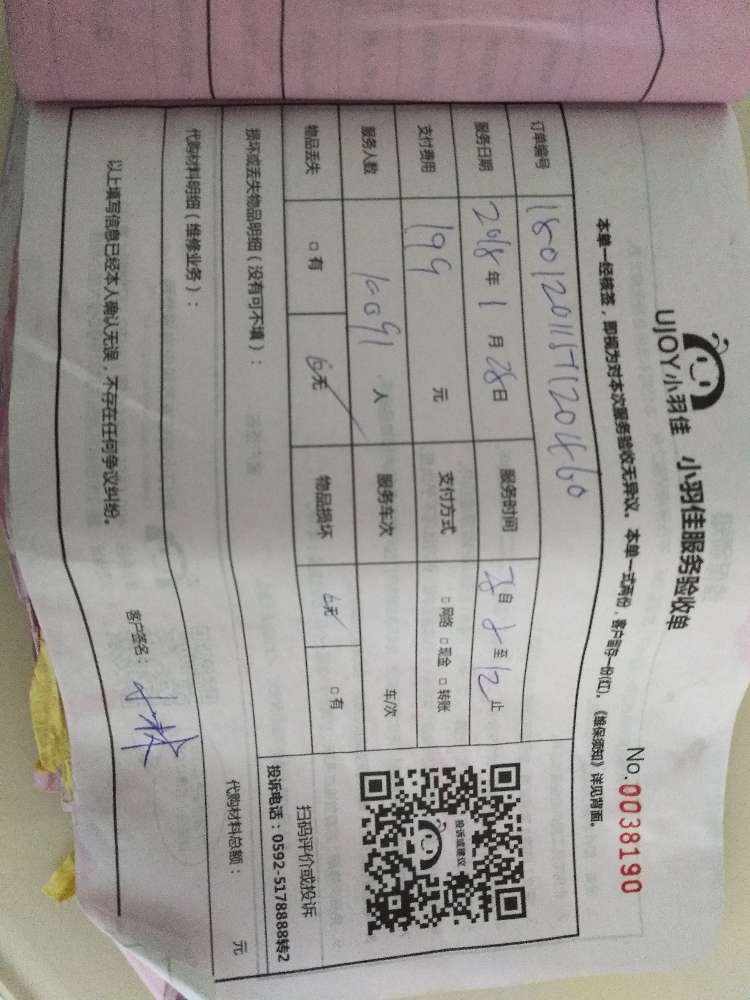 UJOY小羽佳 小羽佳服务验收单
No.0038190
本单一经核签，即视为对本次服务验收无异议。本单一式两份，客户留存一份(红)。《维保须知》详见背面。
订单编号
服务日期 2018 年 1 月 28 日 服务时间 自 8 至 12 止
支付费用 199 元 支付方式 □ 网络 □ 现金 □ 转账
服务人数 人 服务车次 车/次
物品丢失 □ 有 无 物品损坏 无 □ 有
损坏或丢失物品明细（没有可不填）：
投诉或建议
扫码评价或投诉
投诉电话：0592-5178888转2
代购材料明细（维修业务）： 代购材料总额： 元
以上填写信息已经本人确认无误，不存在任何争议纠纷。
客户签名：